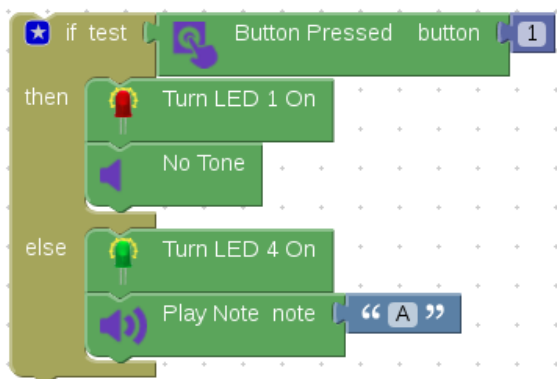 if test Button Pressed button 1
then Turn LED 1 On
No Tone
else Turn LED 4 On
Play Note note “ A ”